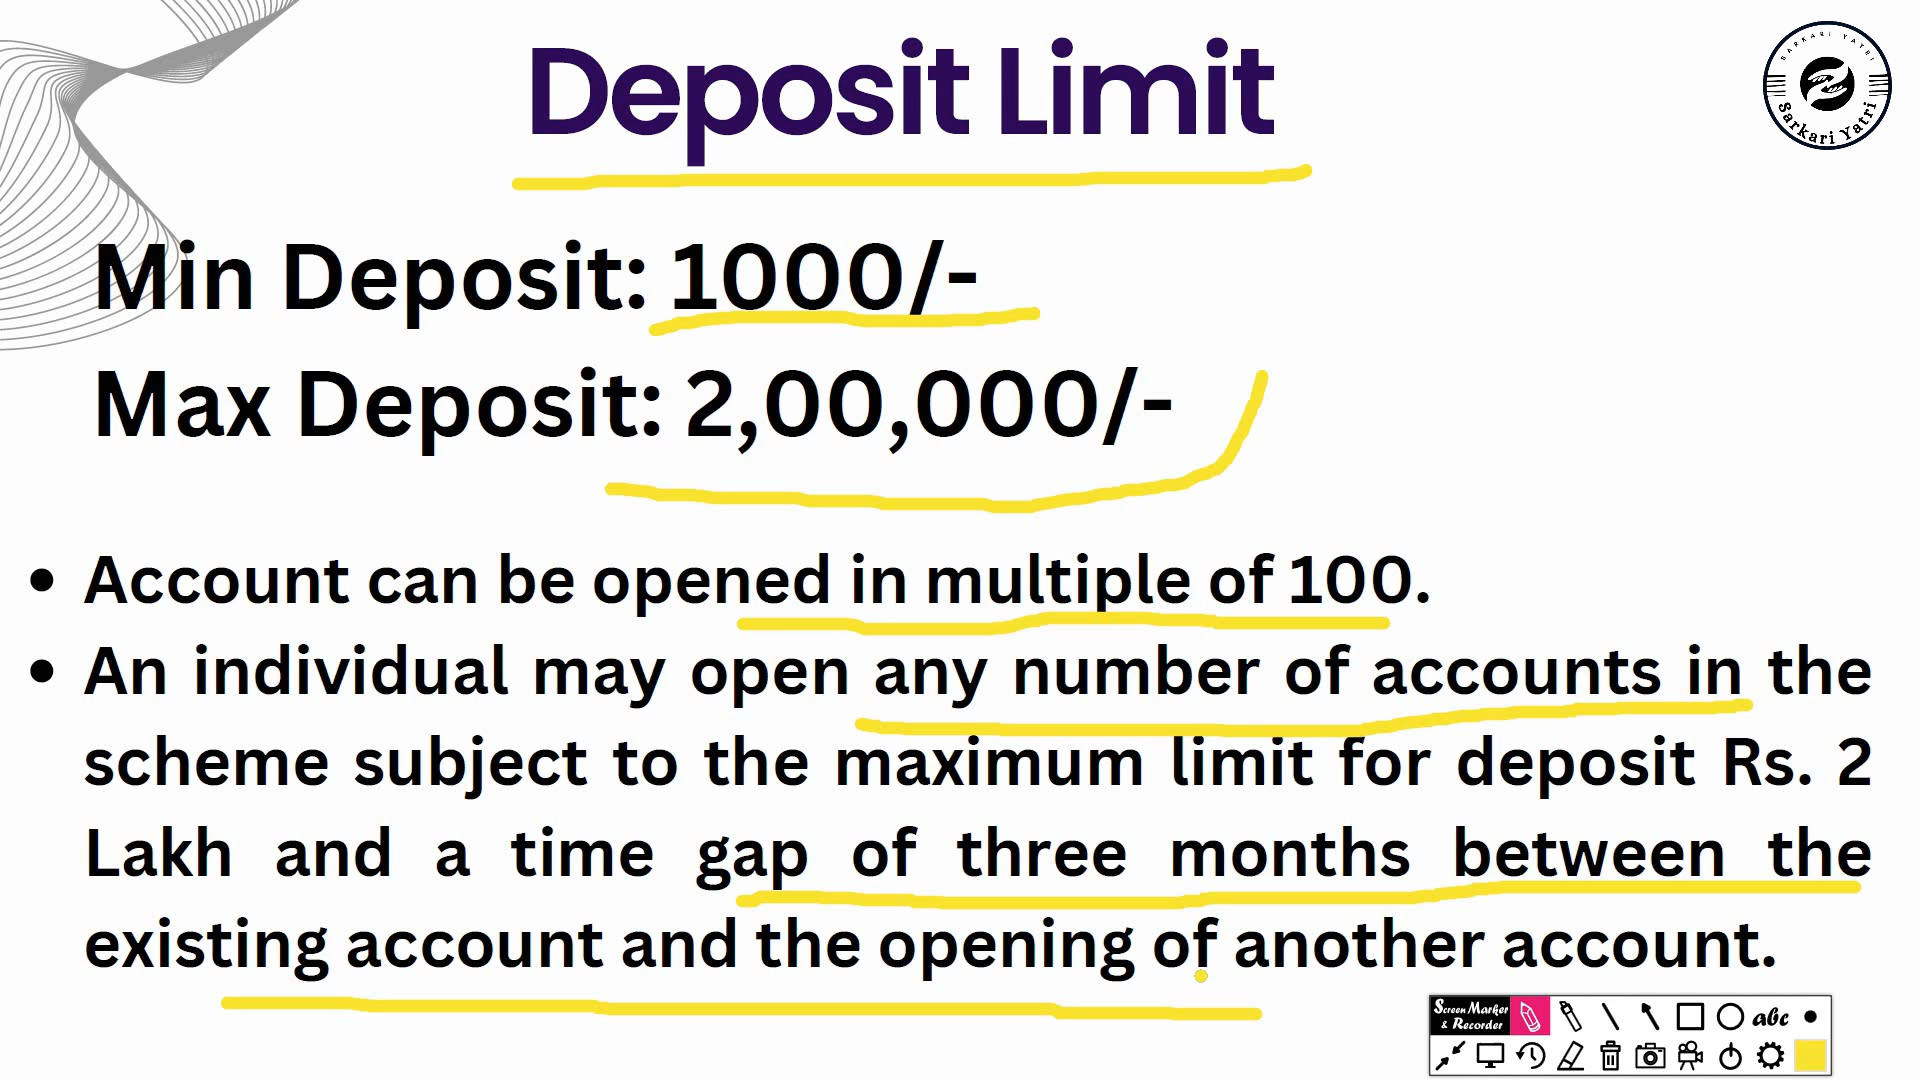 Deposit Limit
SARKARI YATRI
Sarkari Yatri
Min Deposit: 1000/-
Max Deposit: 2,00,000/-
• Account can be opened in multiple of 100.
• An individual may open any number of accounts in the
scheme subject to the maximum limit for deposit Rs. 2
Lakh and a time gap of three months between the
existing account and the opening of another account.
Screen Marker
& Recorder
abc